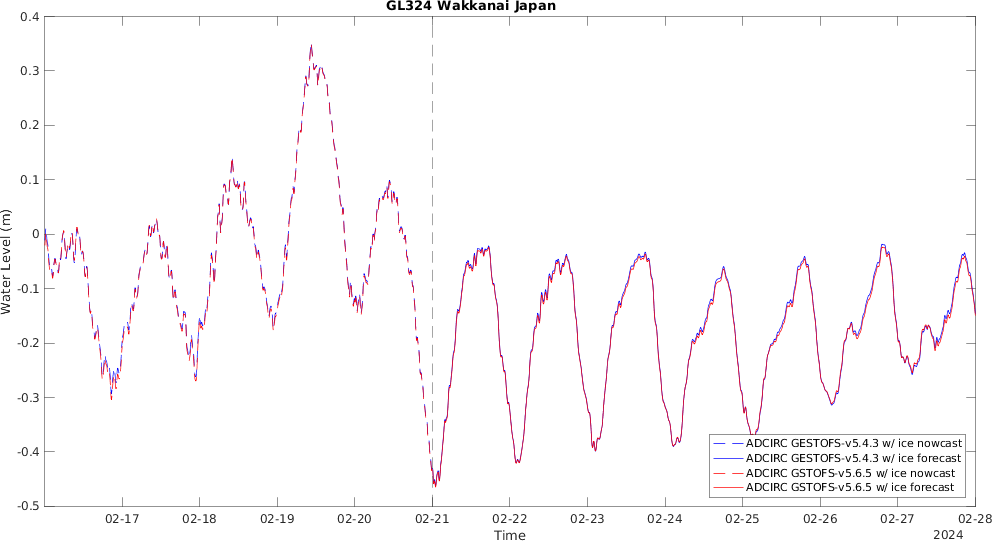 GL324 Wakkanai Japan
0.4
0.3
0.2
0.1
0
-0.1
-0.2
-0.3
-0.4
-0.5
Water Level (m)
ADCIRC GESTOFS-v5.4.3 w/ ice nowcast
ADCIRC GESTOFS-v5.4.3 w/ ice forecast
ADCIRC GSTOFS-v5.6.5 w/ ice nowcast
ADCIRC GSTOFS-v5.6.5 w/ ice forecast
02-17 02-18 02-19 02-20 02-21 02-22 02-23 02-24 02-25 02-26 02-27 02-28
Time
2024